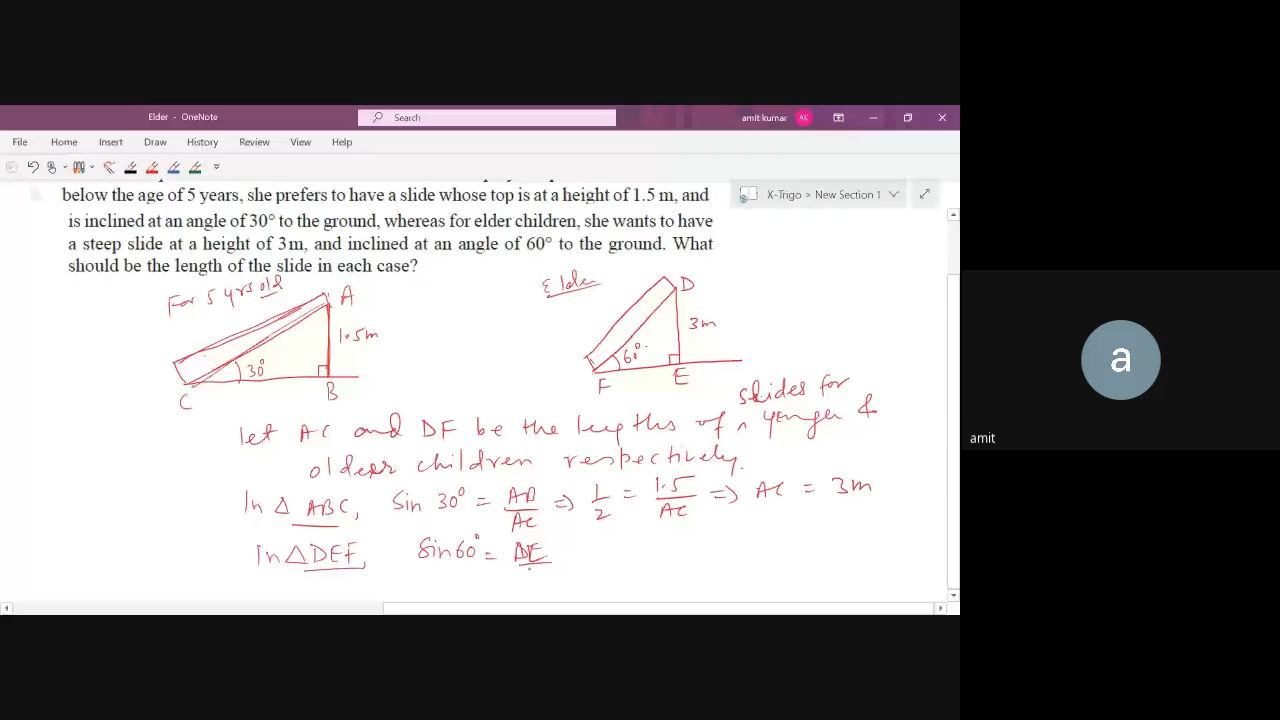 Elder - OneNote
Search
amit kumar AK
File Home Insert Draw History Review View Help
X-Trigo > New Section 1
below the age of 5 years, she prefers to have a slide whose top is at a height of 1.5 m, and
is inclined at an angle of 30° to the ground, whereas for elder children, she wants to have
a steep slide at a height of 3m, and inclined at an angle of 60° to the ground. What
should be the length of the slide in each case?
For 5 yrs old
A
1.5m
30°
C
B
Elder
D
3m
60°
F
E
let AC and DF be the lengths of slides for yonger &
olders children respectively.
In △ ABC, Sin 30° = AB/AC => 1/2 = 1.5/AC => AC = 3m
In △DEF, Sin60° = DE
a
amit